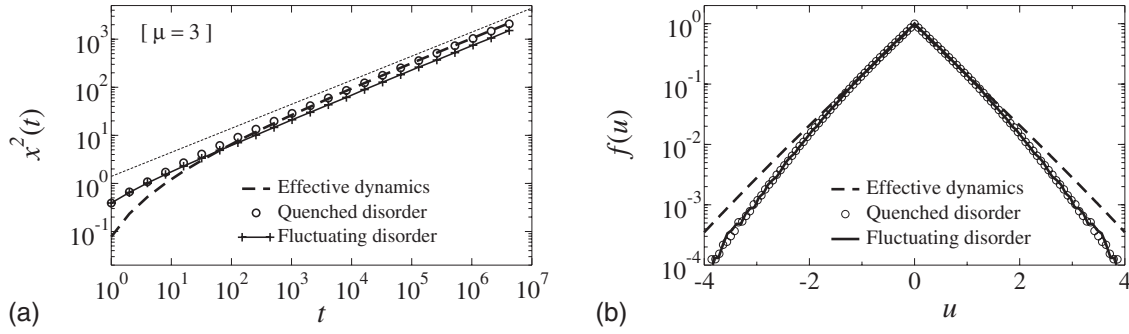 [ μ = 3 ]
x²(t)
10³
10²
10¹
10⁰
10⁻¹
Effective dynamics
Quenched disorder
Fluctuating disorder
10⁰ 10¹ 10² 10³ 10⁴ 10⁵ 10⁶ 10⁷
t
(a)
f(u)
10⁰
10⁻¹
10⁻²
10⁻³
10⁻⁴
Effective dynamics
Quenched disorder
Fluctuating disorder
-4 -2 0 2 4
u
(b)